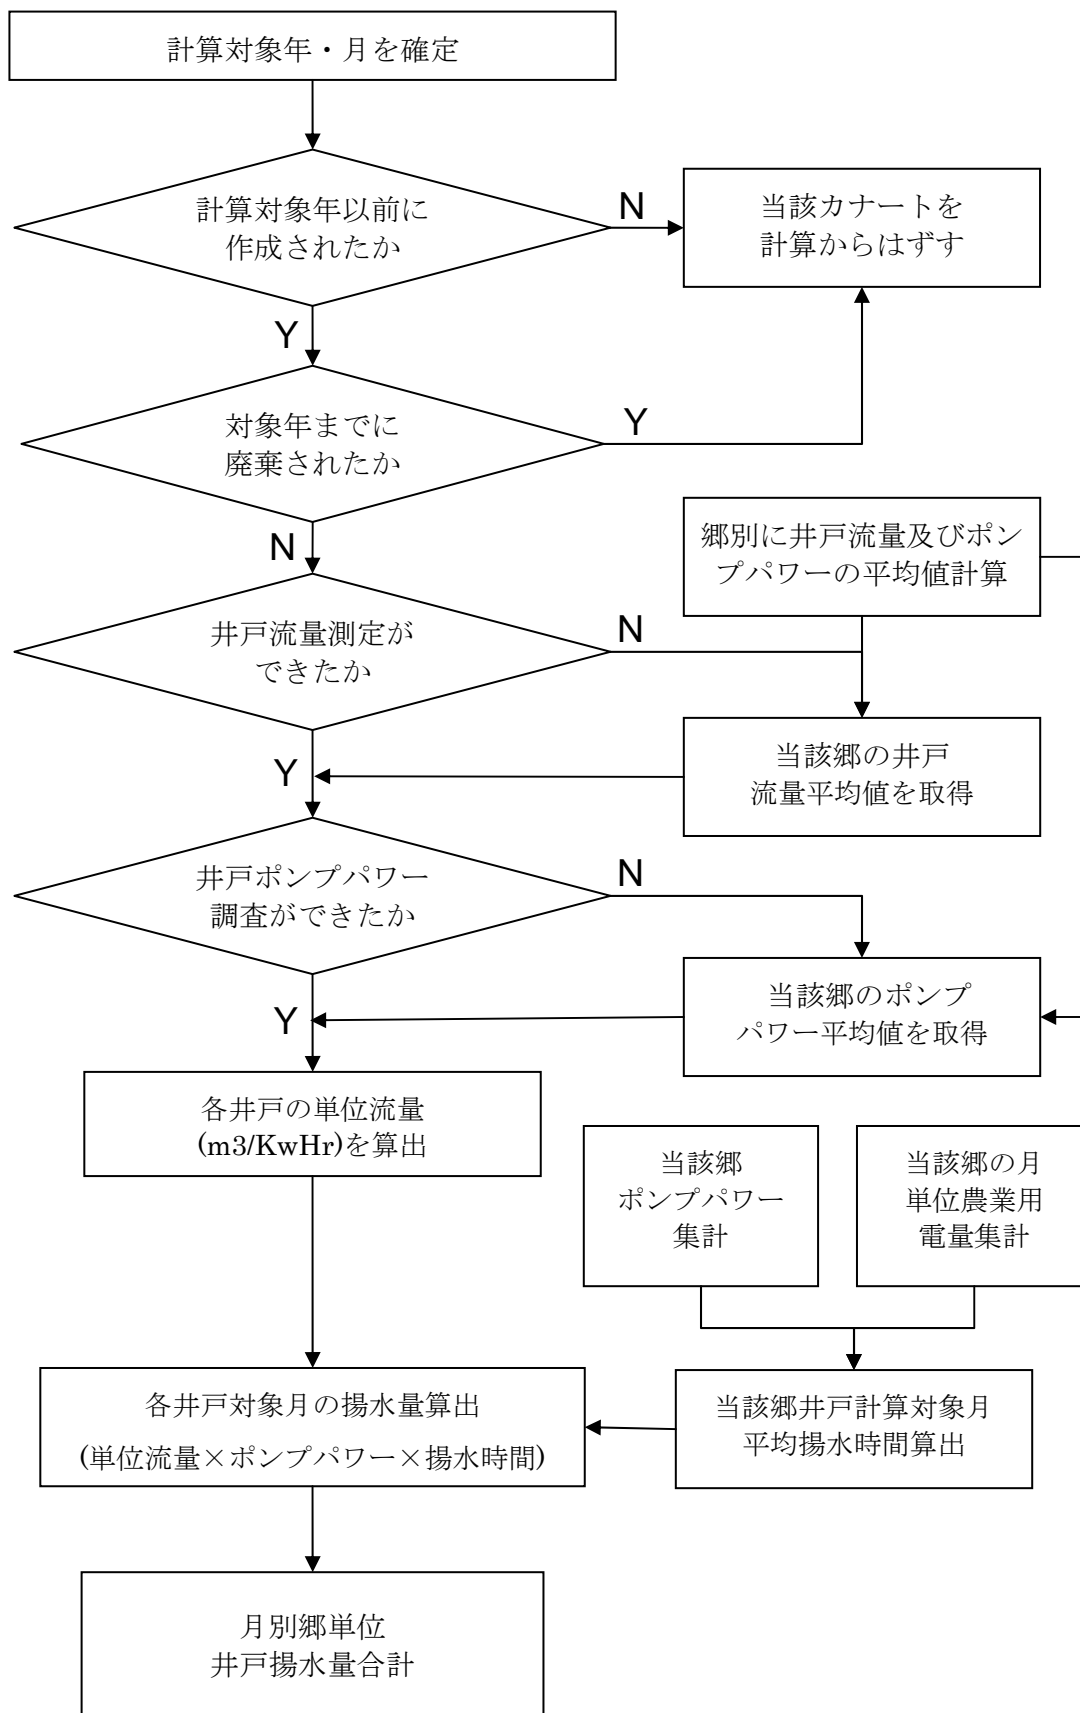 計算対象年・月を確定
計算対象年以前に
作成されたか
N
当該カナートを
計算からはずす
Y
対象年までに
廃棄されたか
Y
N
郷別に井戸流量及びポン
プパワーの平均値計算
井戸流量測定が
できたか
N
Y
当該郷の井戸
流量平均値を取得
井戸ポンプパワー
調査ができたか
N
Y
当該郷のポンプ
パワー平均値を取得
各井戸の単位流量
(m3/KwHr)を算出
当該郷
ポンプパワー
集計
当該郷の月
単位農業用
電量集計
各井戸対象月の揚水量算出
(単位流量×ポンプパワー×揚水時間)
当該郷井戸計算対象月
平均揚水時間算出
月別郷単位
井戸揚水量合計